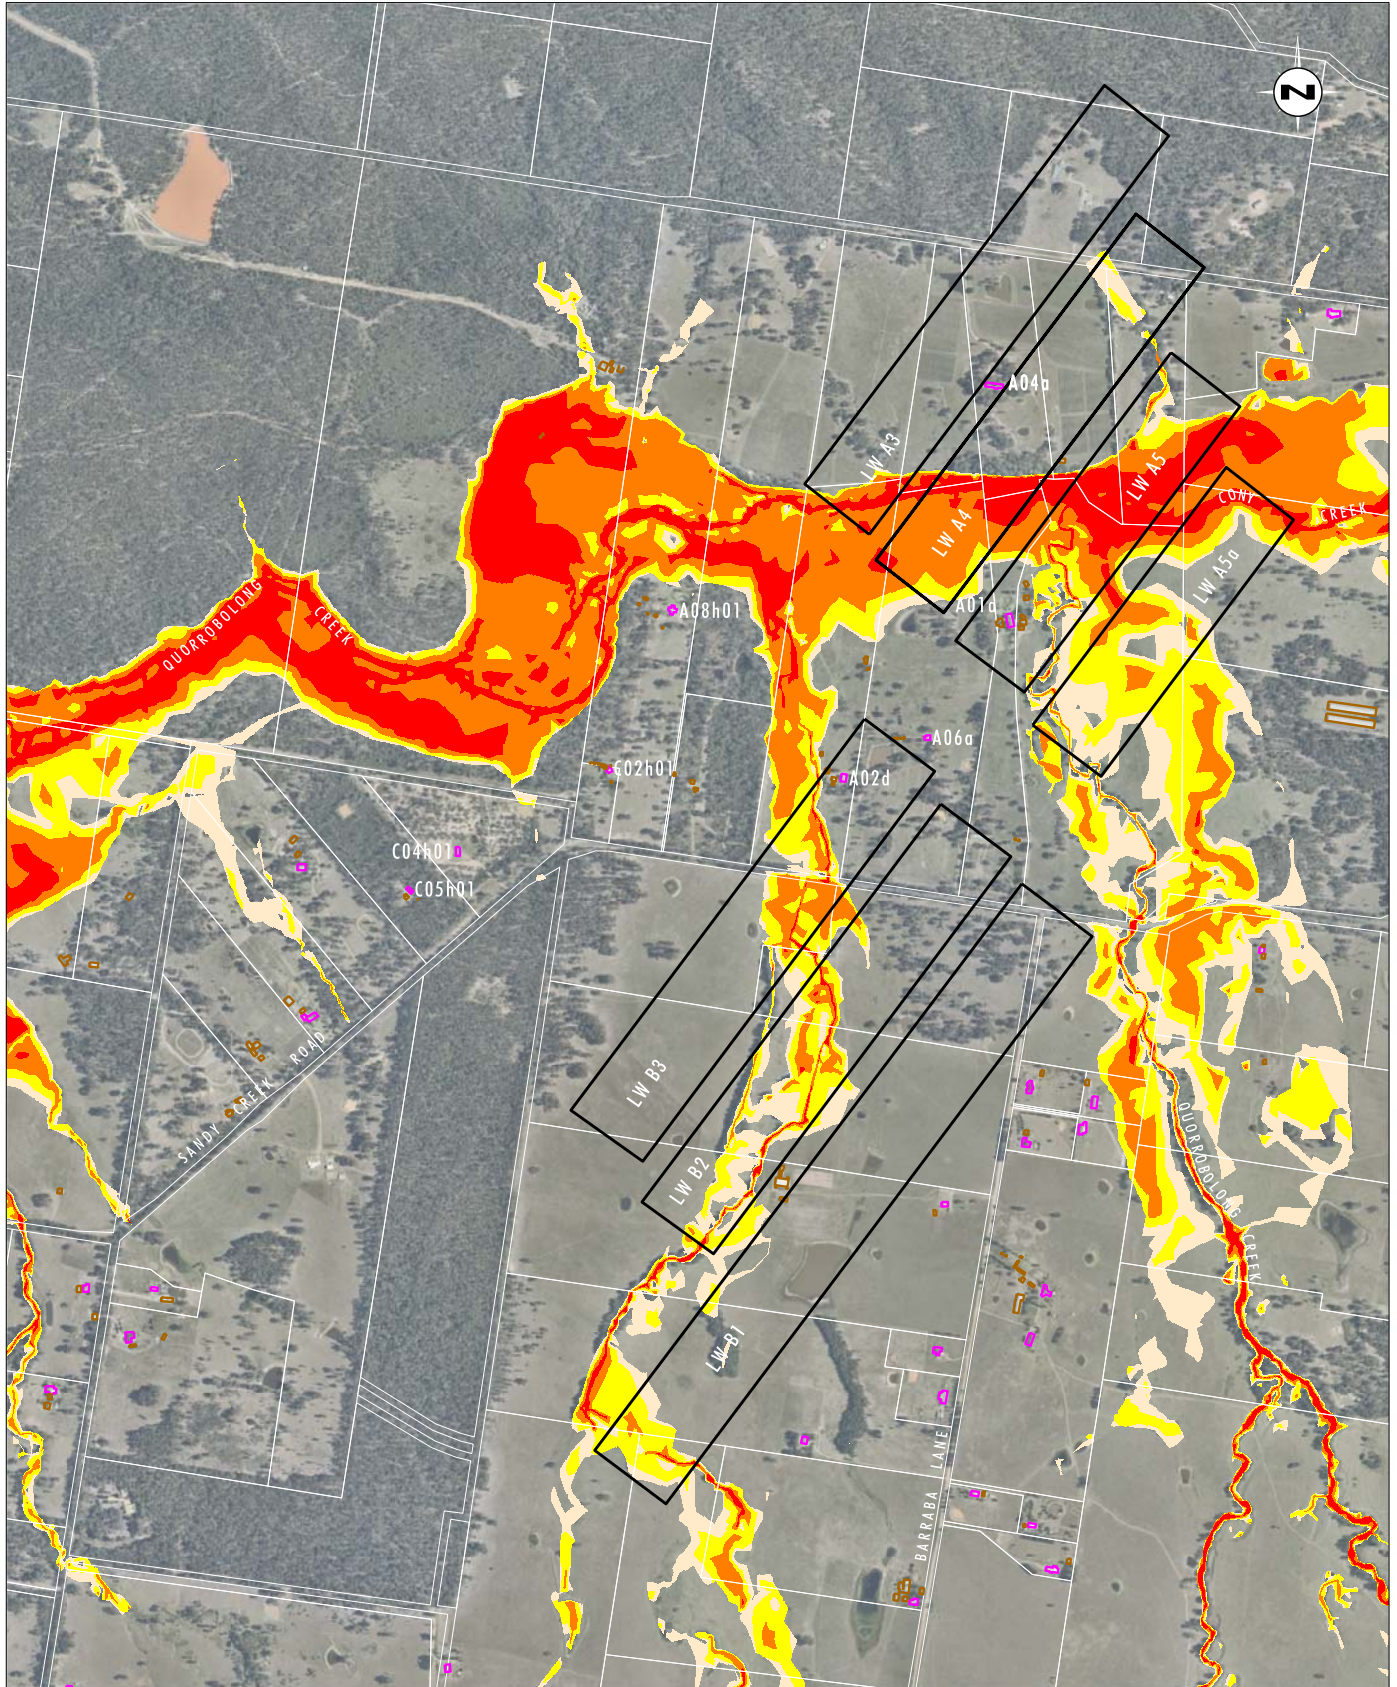 N
A04a
LW A3
LW A5
CONY
CREEK
LW A4
LW A5a
QUORROBOLONG
CREEK
A01d
A08h01
A06a
C02h01
A02d
C04h01
C05h01
SANDY CREEK ROAD
LW B3
LW B2
QUORROBOLONG
CREEK
LW B1
BARRABA LANE